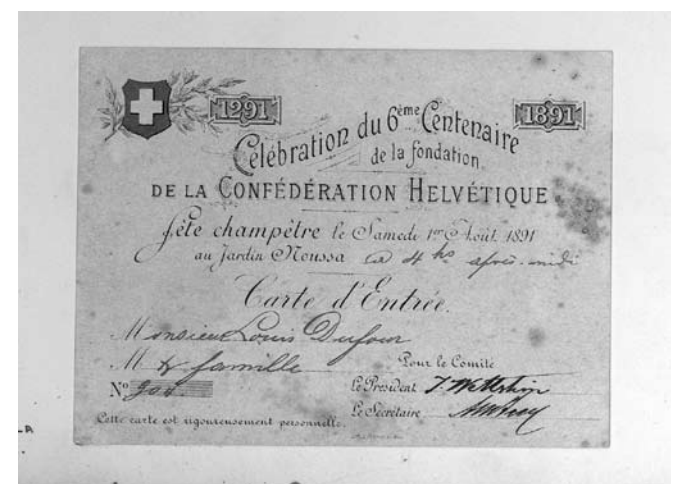 1291 1891
Célébration du 6ème Centenaire
de la fondation
DE LA CONFÉDÉRATION HELVÉTIQUE
fête champêtre le Samedi 1er Août 1891
au Jardin Moussa à 4 hs après-midi
Carte d'Entrée.
Monsieur Louis Dufour
M & famille
Pour le Comité
No
Le Président
Le Secrétaire
Cette carte est rigoureusement personnelle.